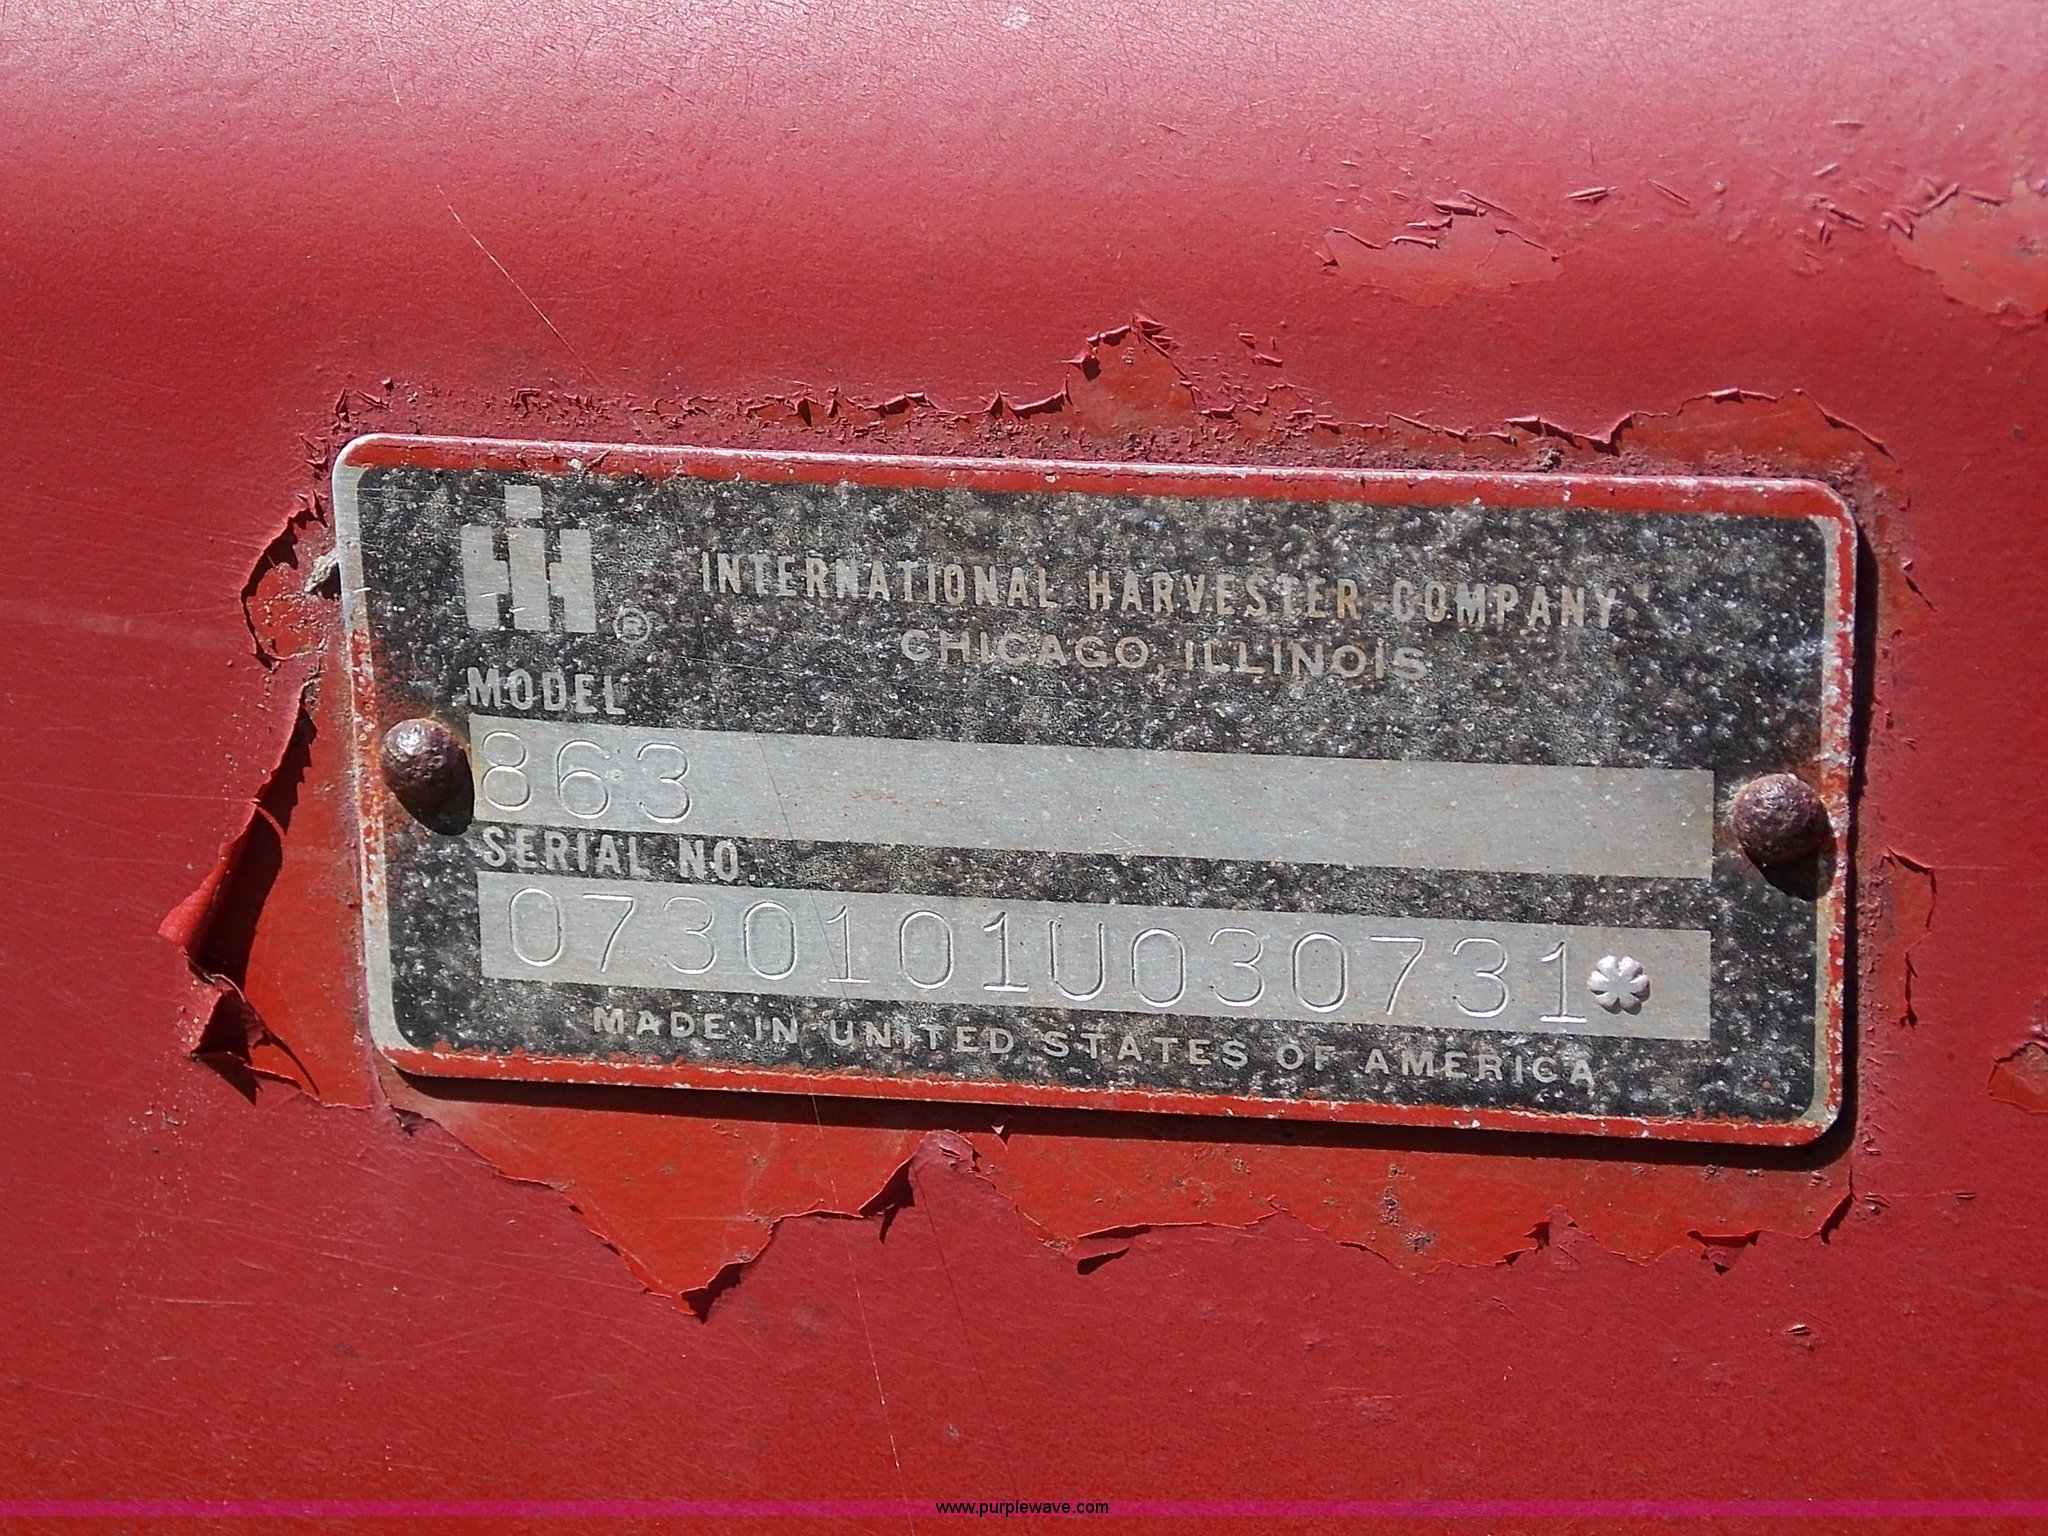 IH ®
INTERNATIONAL HARVESTER COMPANY
CHICAGO, ILLINOIS
MODEL
863
SERIAL NO.
0730101U030731*
MADE IN UNITED STATES OF AMERICA
www.purplewave.com